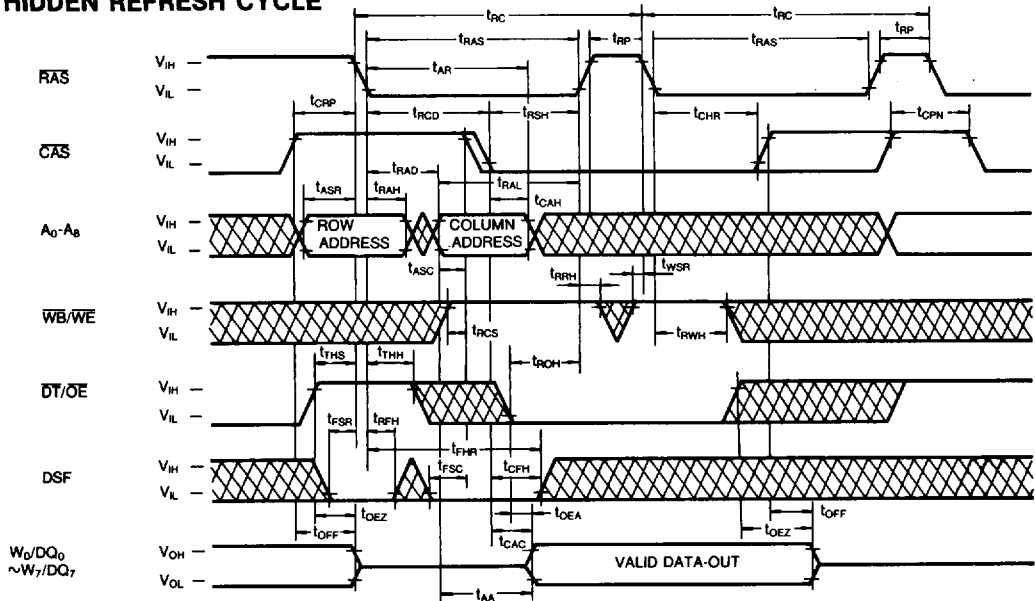 HIDDEN REFRESH CYCLE
tRC tRC
tRAS tRP tRAS tRP
RAS VIH
VIL
tAR
tCRP tRCD tRSH tCHR tCPN
CAS VIH
VIL
tRAD tRAL
tASR tRAH tCAH
A0-A8 VIH
VIL
ROW ADDRESS
COLUMN ADDRESS
tASC tRRH tWSR
WB/WE VIH
VIL
tRCS tRWH
tTHS tTHH tROH
DT/OE VIH
VIL
tFSR tRFH
tFHR
DSF VIH
VIL
tFSC tCFH
tOEZ tOEA tOFF
tOFF tCAC tOEZ
W0/DQ0
~W7/DQ7
VOH
VOL
VALID DATA-OUT
tAA